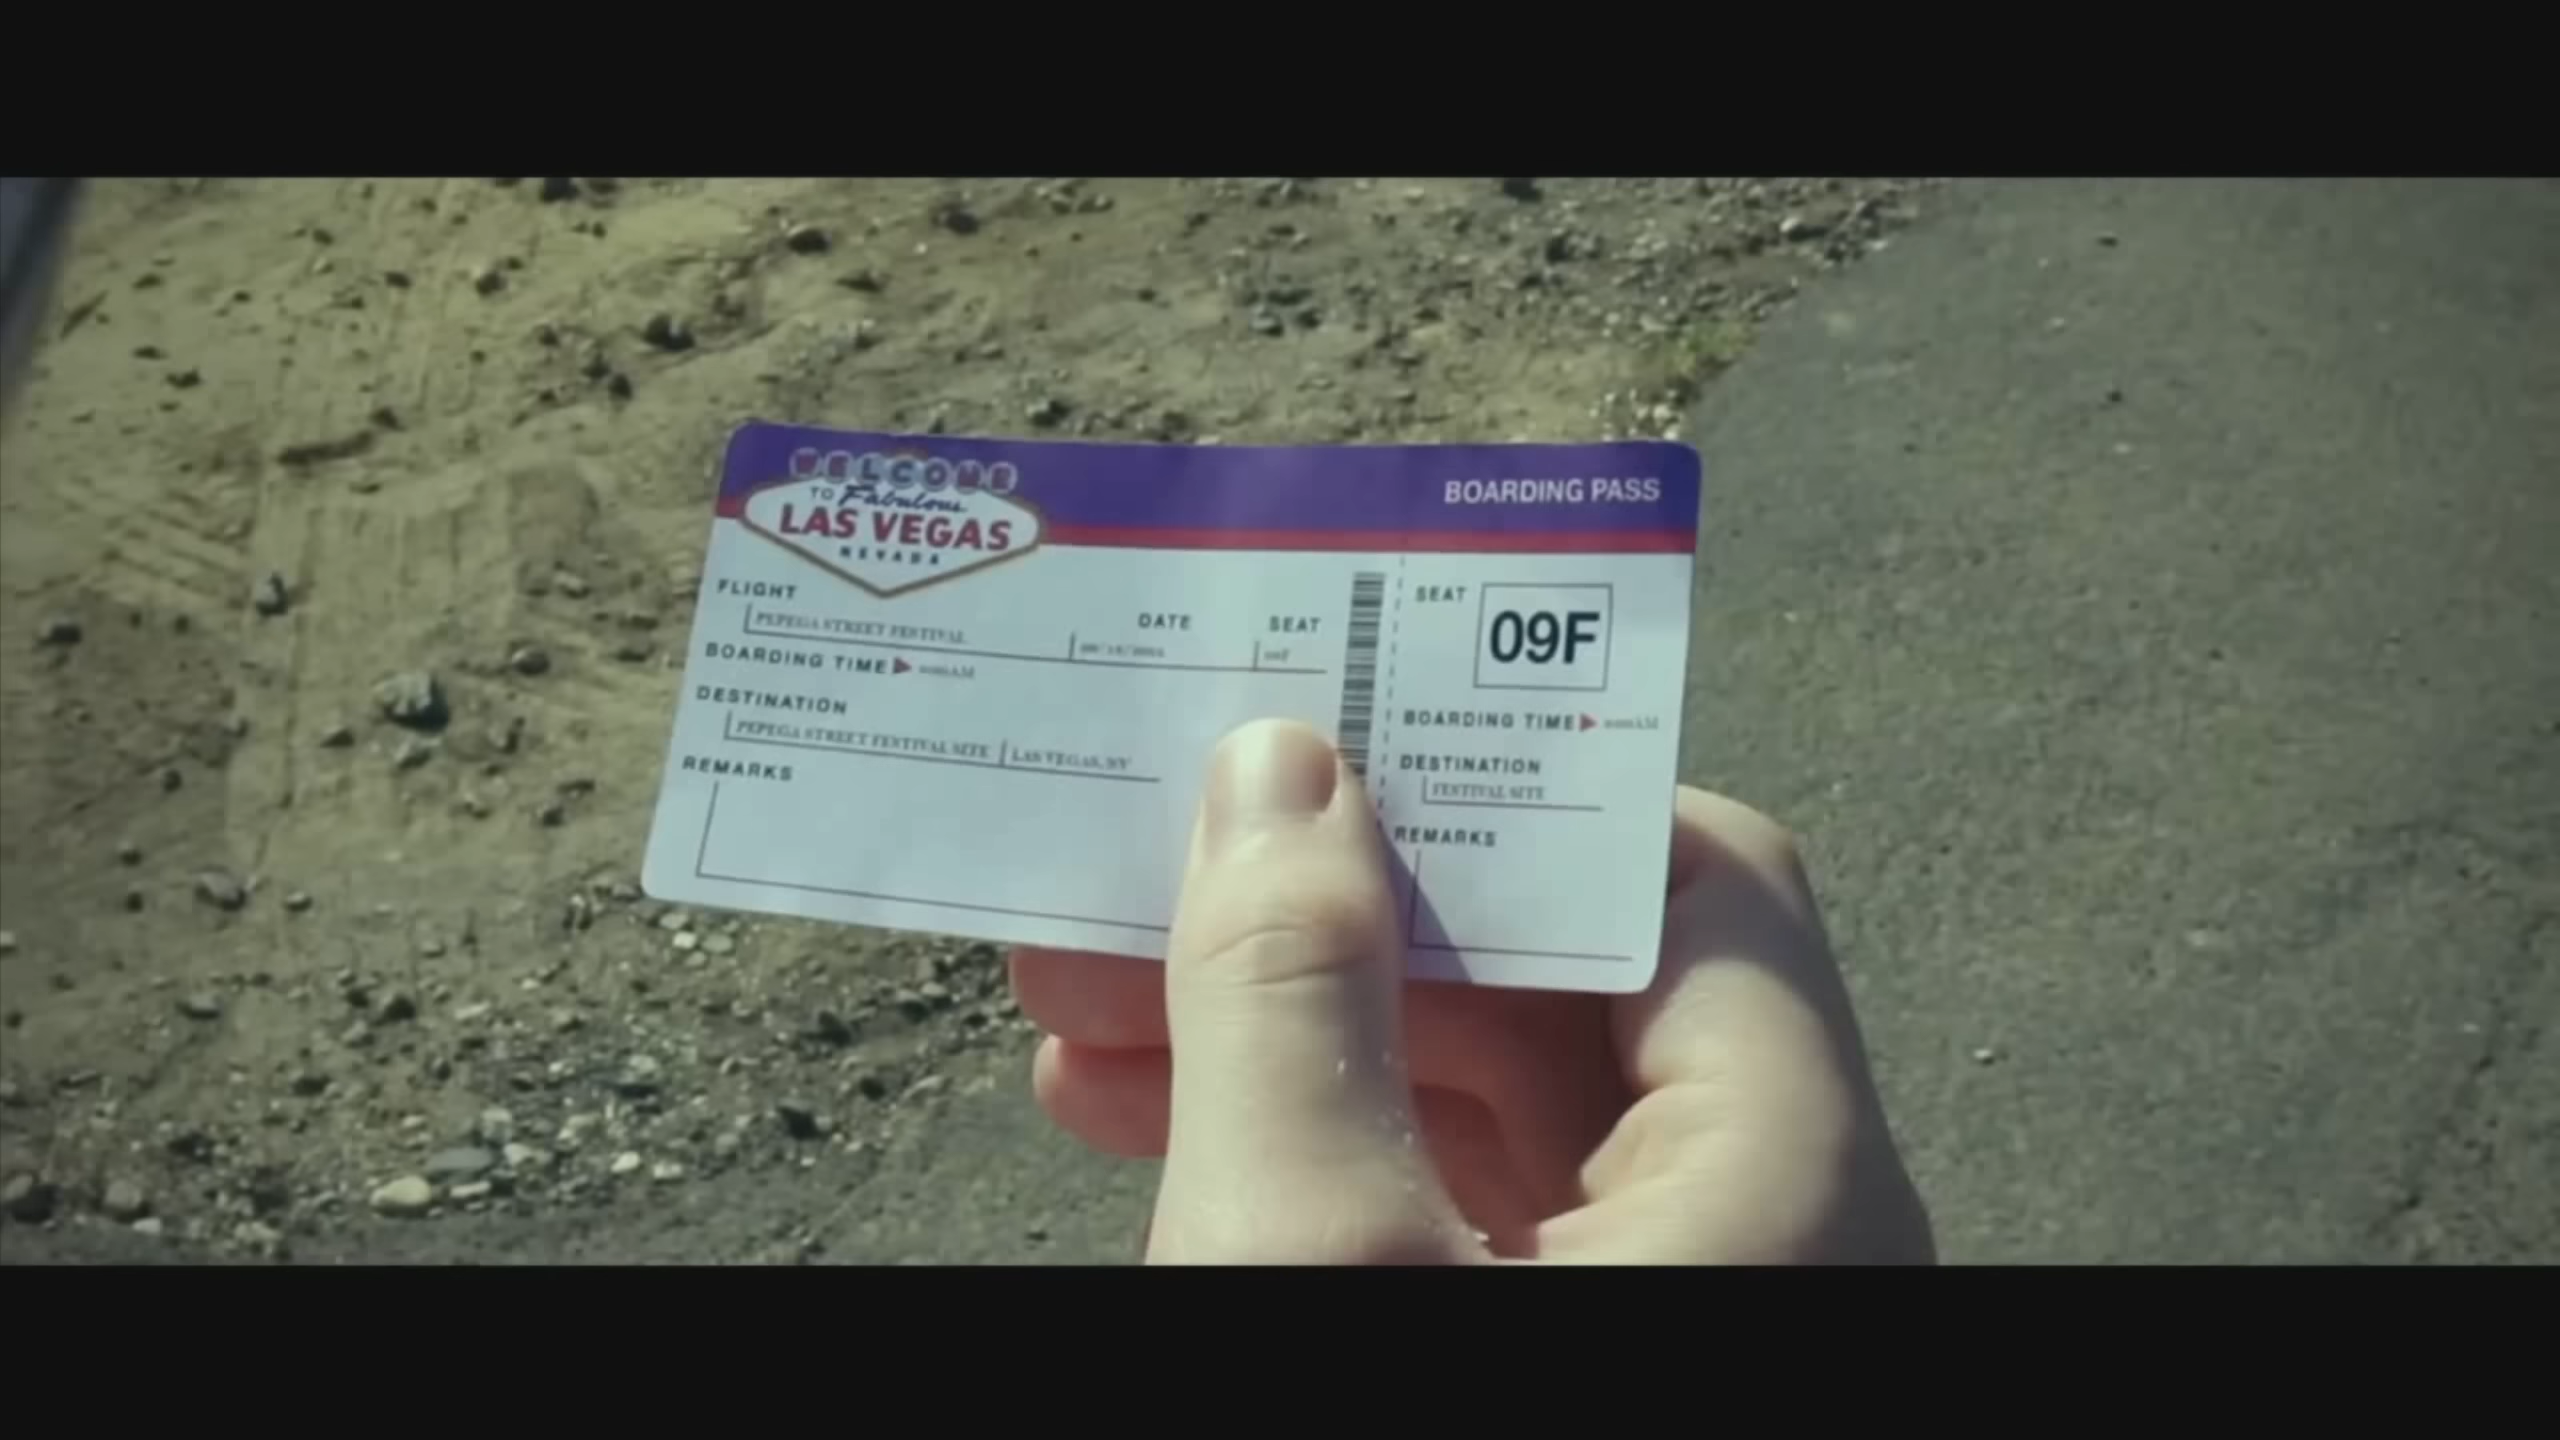 WELCOME
TO Fabulous
LAS VEGAS
NEVADA
BOARDING PASS
FLIGHT
PEPEGA STREET FESTIVAL
DATE
SEAT
BOARDING TIME
DESTINATION
PEPEGA STREET FESTIVAL SITE
LAS VEGAS, NV
REMARKS
SEAT
09F
BOARDING TIME
DESTINATION
FESTIVAL SITE
REMARKS